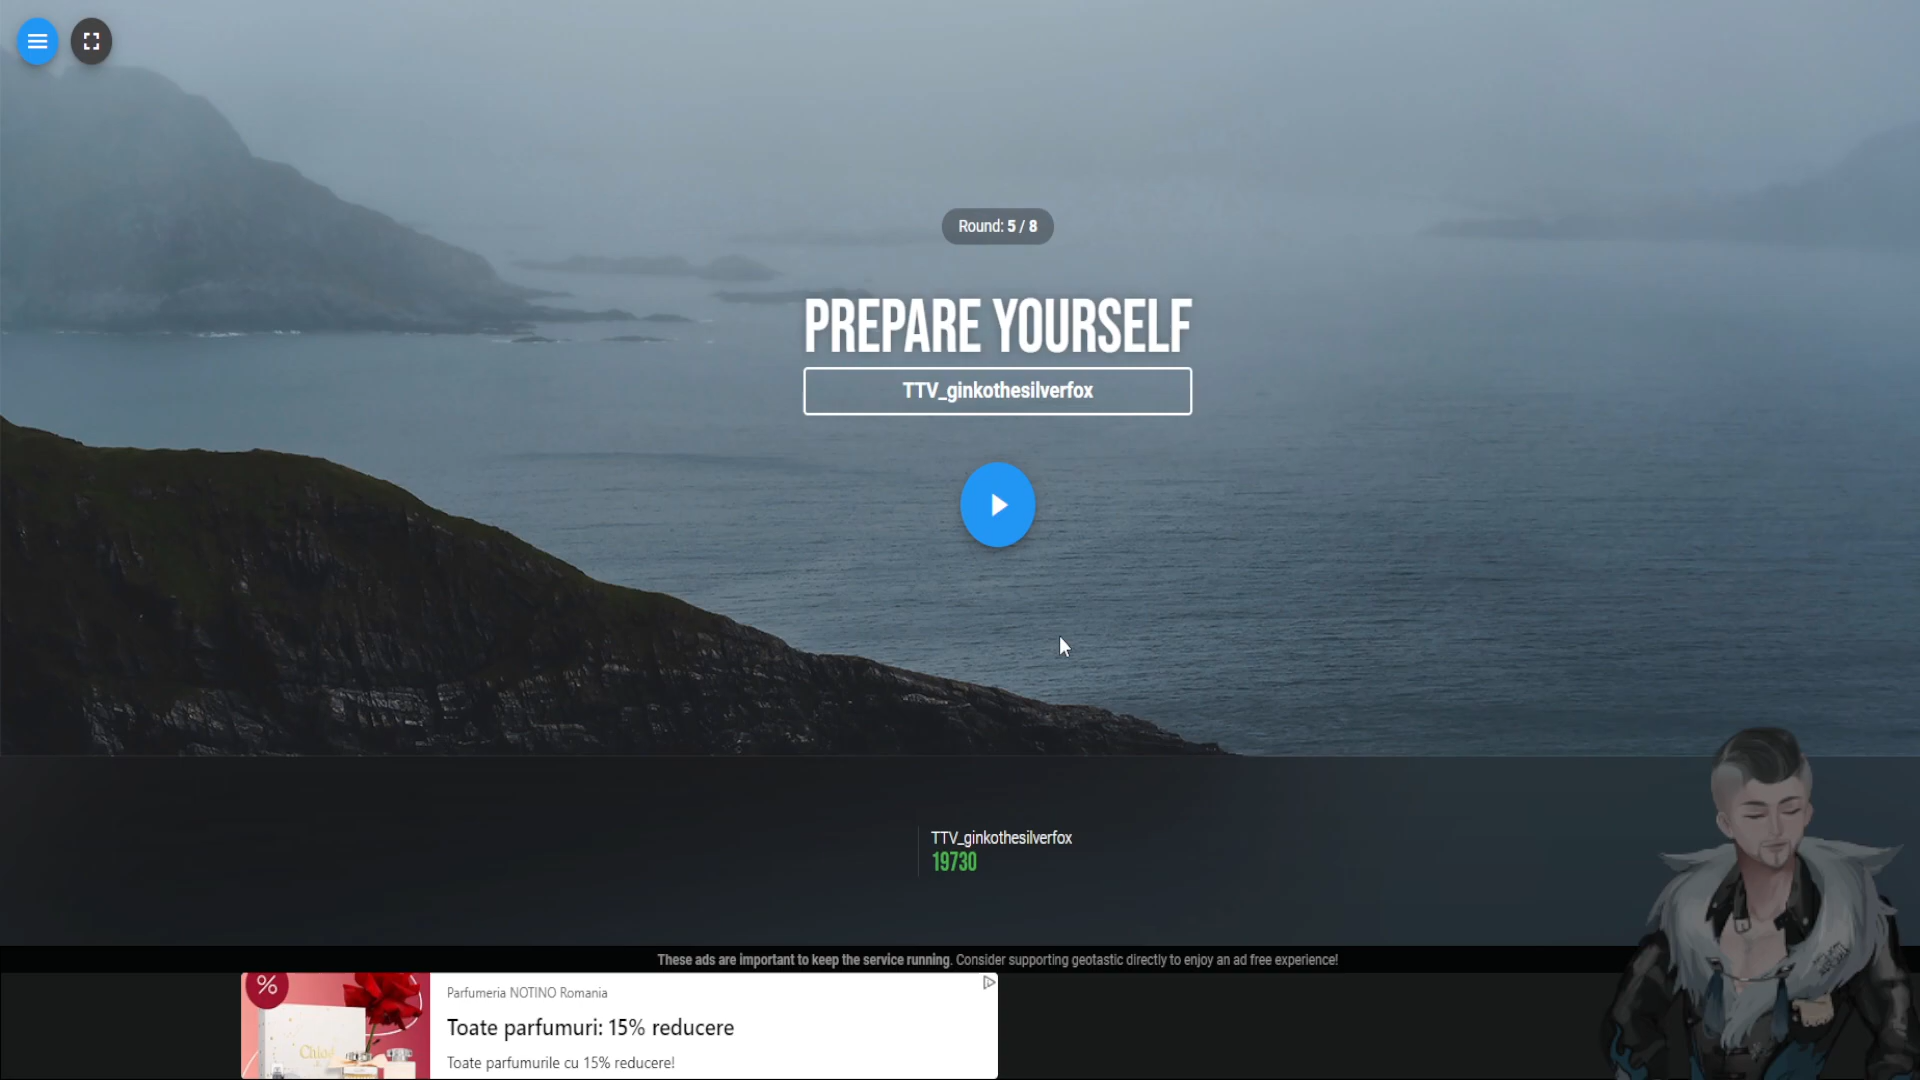 Round: 5 / 8
PREPARE YOURSELF
TTV_ginkothesilverfox
TTV_ginkothesilverfox
19730
These ads are important to keep the service running. Consider supporting geotastic directly to enjoy an ad free experience!
%
Parfumeria NOTINO Romania
Toate parfumuri: 15% reducere
Toate parfumurile cu 15% reducere!
Chloé